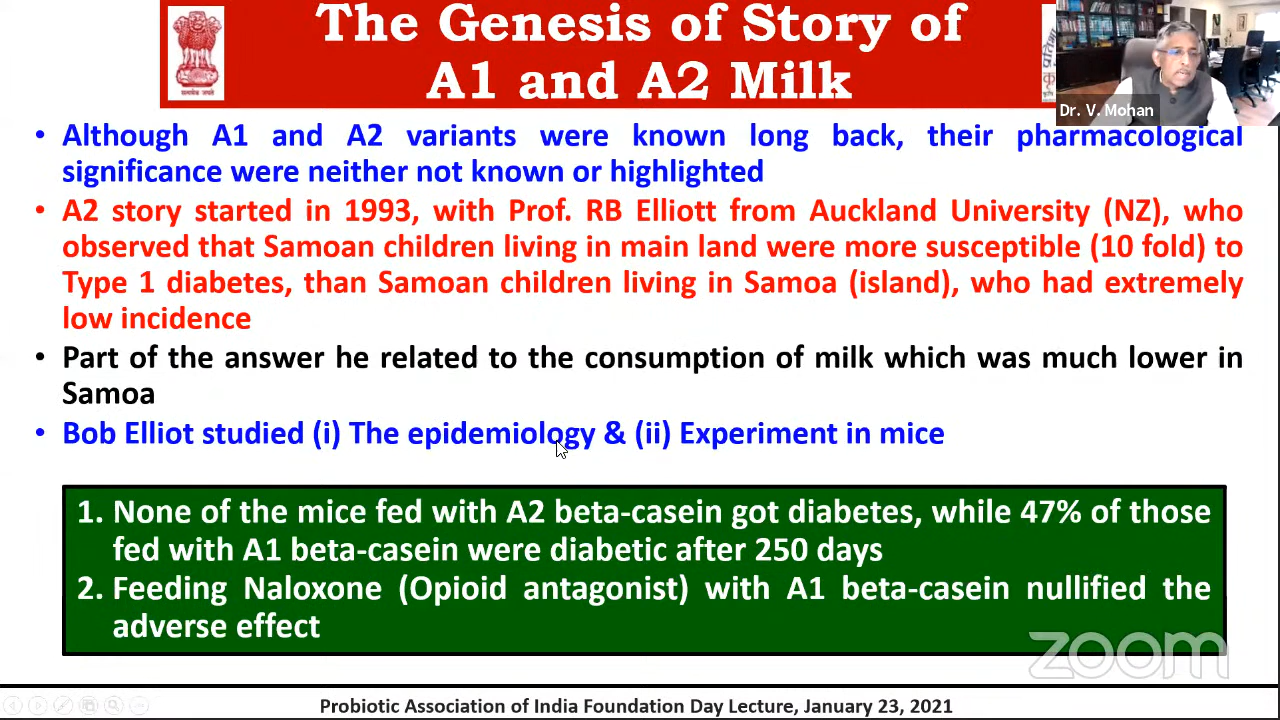 The Genesis of Story of
A1 and A2 Milk
Dr. V. Mohan
• Although A1 and A2 variants were known long back, their pharmacological
significance were neither not known or highlighted
• A2 story started in 1993, with Prof. RB Elliott from Auckland University (NZ), who
observed that Samoan children living in main land were more susceptible (10 fold) to
Type 1 diabetes, than Samoan children living in Samoa (island), who had extremely
low incidence
• Part of the answer he related to the consumption of milk which was much lower in
Samoa
• Bob Elliot studied (i) The epidemiology & (ii) Experiment in mice
1. None of the mice fed with A2 beta-casein got diabetes, while 47% of those
fed with A1 beta-casein were diabetic after 250 days
2. Feeding Naloxone (Opioid antagonist) with A1 beta-casein nullified the
adverse effect
zoom
Probiotic Association of India Foundation Day Lecture, January 23, 2021